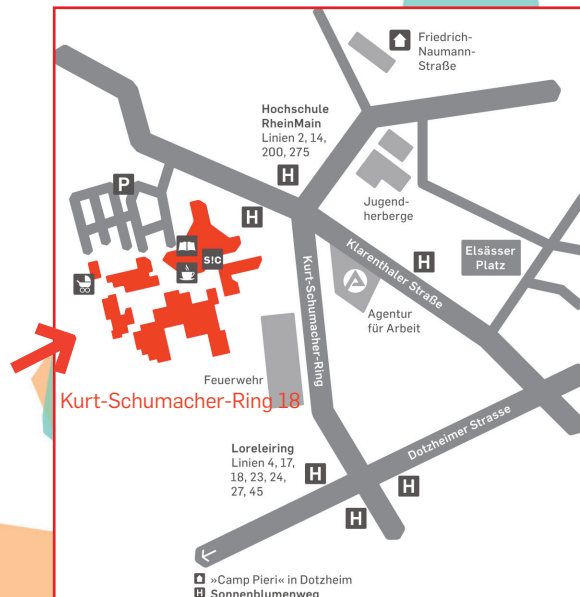 Friedrich-
Naumann-
Straße
Hochschule
RheinMain
Linien 2, 14,
200, 275
H
P
H
Jugend-
herberge
S!C
Klarenthaler Straße
H
Elsässer
Platz
Kurt-Schumacher-Ring
Agentur
für Arbeit
Feuerwehr
Kurt-Schumacher-Ring 18
Dotzheimer Strasse
Loreleiring
Linien 4, 17,
18, 23, 24,
27, 45
H
H
H
»Camp Pieri« in Dotzheim
H Sonnenblumenweg